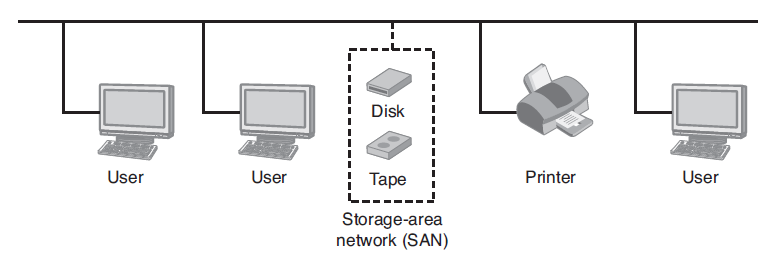 Disk
User
User
Tape
Printer
User
Storage-area
network (SAN)